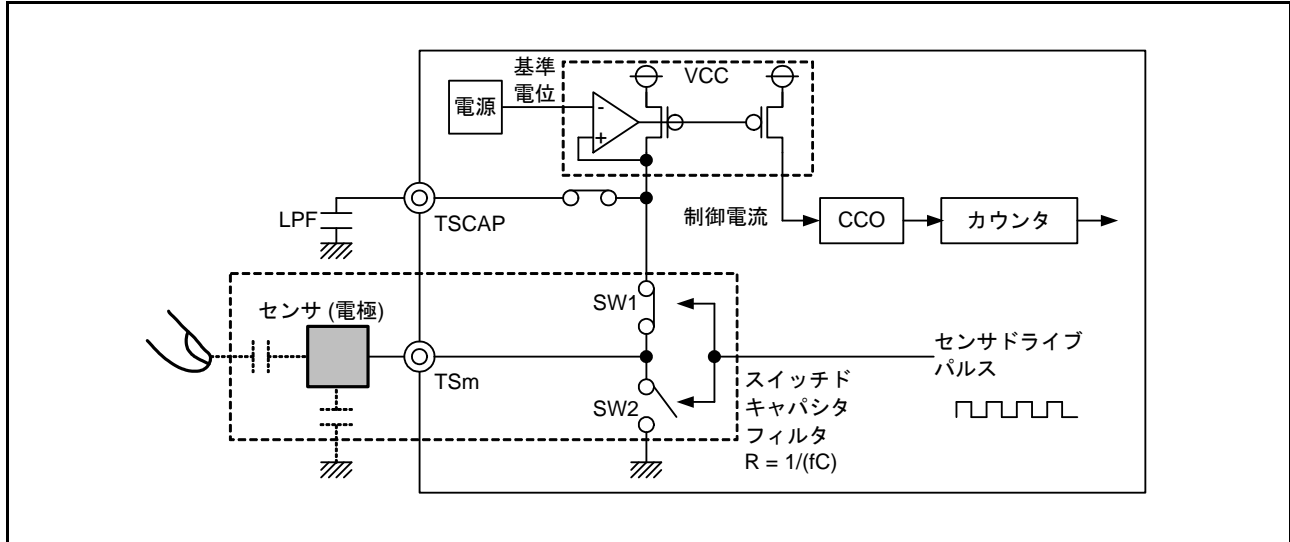 基準
電位
VCC
電源
-
+
LPF
TSCAP
制御電流
CCO
カウンタ
センサ (電極)
SW1
TSm
SW2
センサドライブ
パルス
スイッチド
キャパシタ
フィルタ
R = 1/(fC)